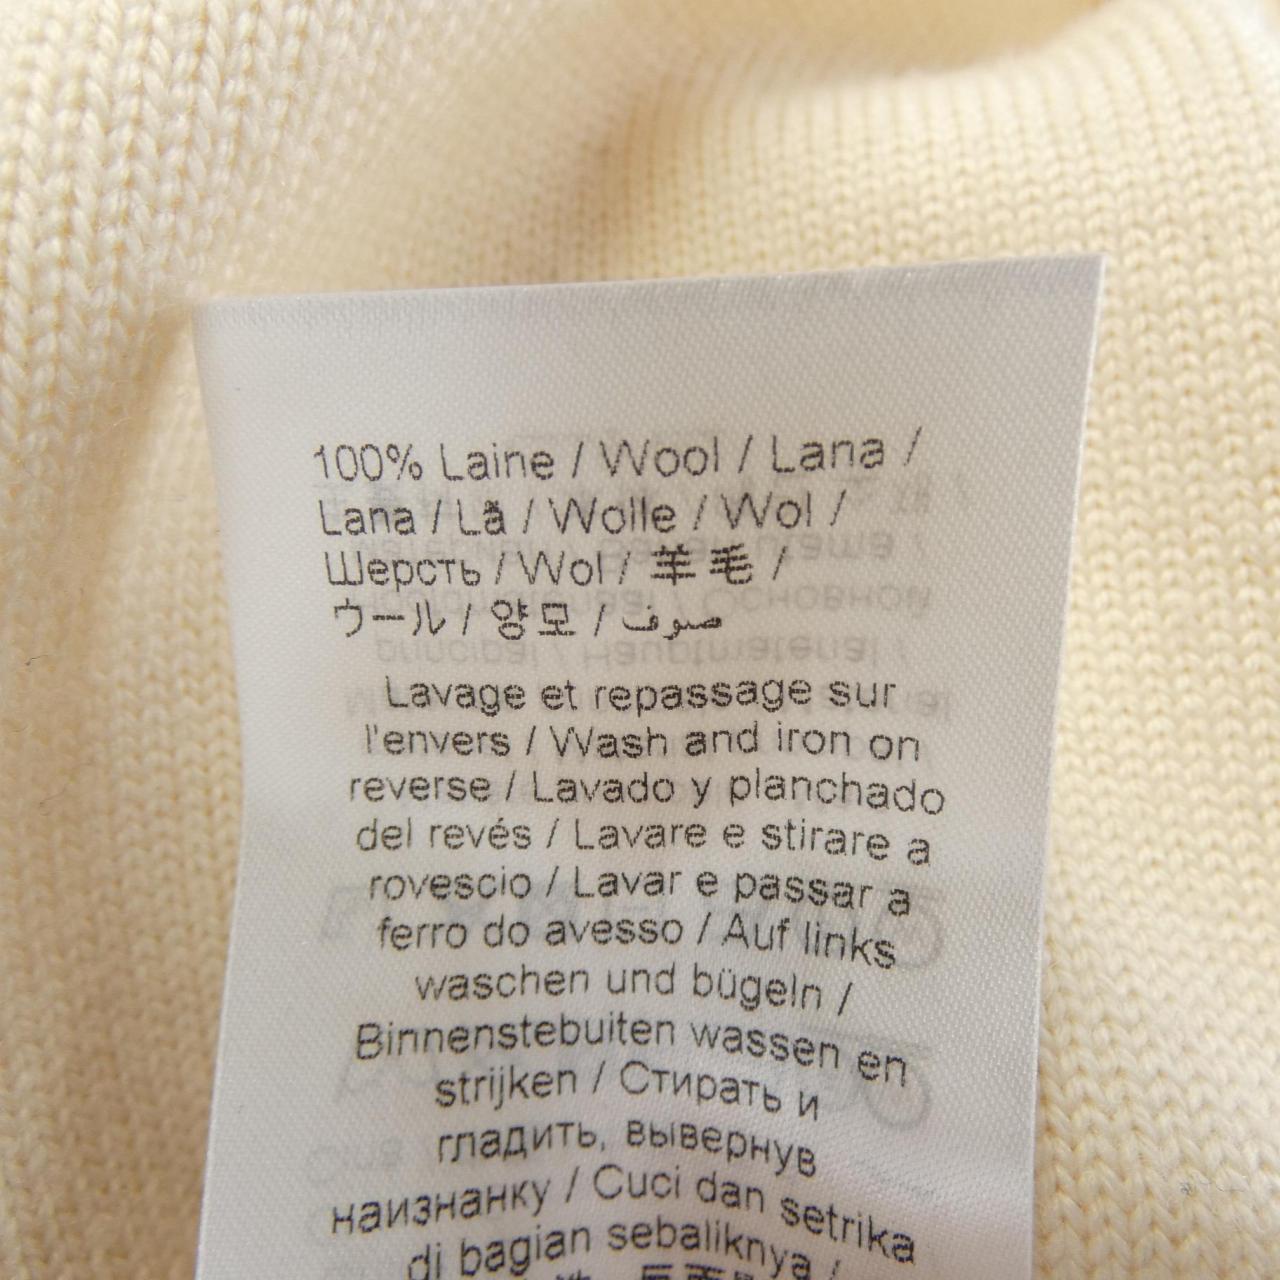 100% Laine / Wool / Lana /
Lana / Lã / Wolle / Wol /
Шерсть / Wol / 羊毛 /
ウール / 양모 / صوف
Lavage et repassage sur
l'envers / Wash and iron on
reverse / Lavado y planchado
del revés / Lavare e stirare a
rovescio / Lavar e passar a
ferro do avesso / Auf links
waschen und bügeln /
Binnenstebuiten wassen en
strijken / Стирать и
гладить, вывернув
наизнанку / Cuci dan setrika
di bagian sebaliknya /